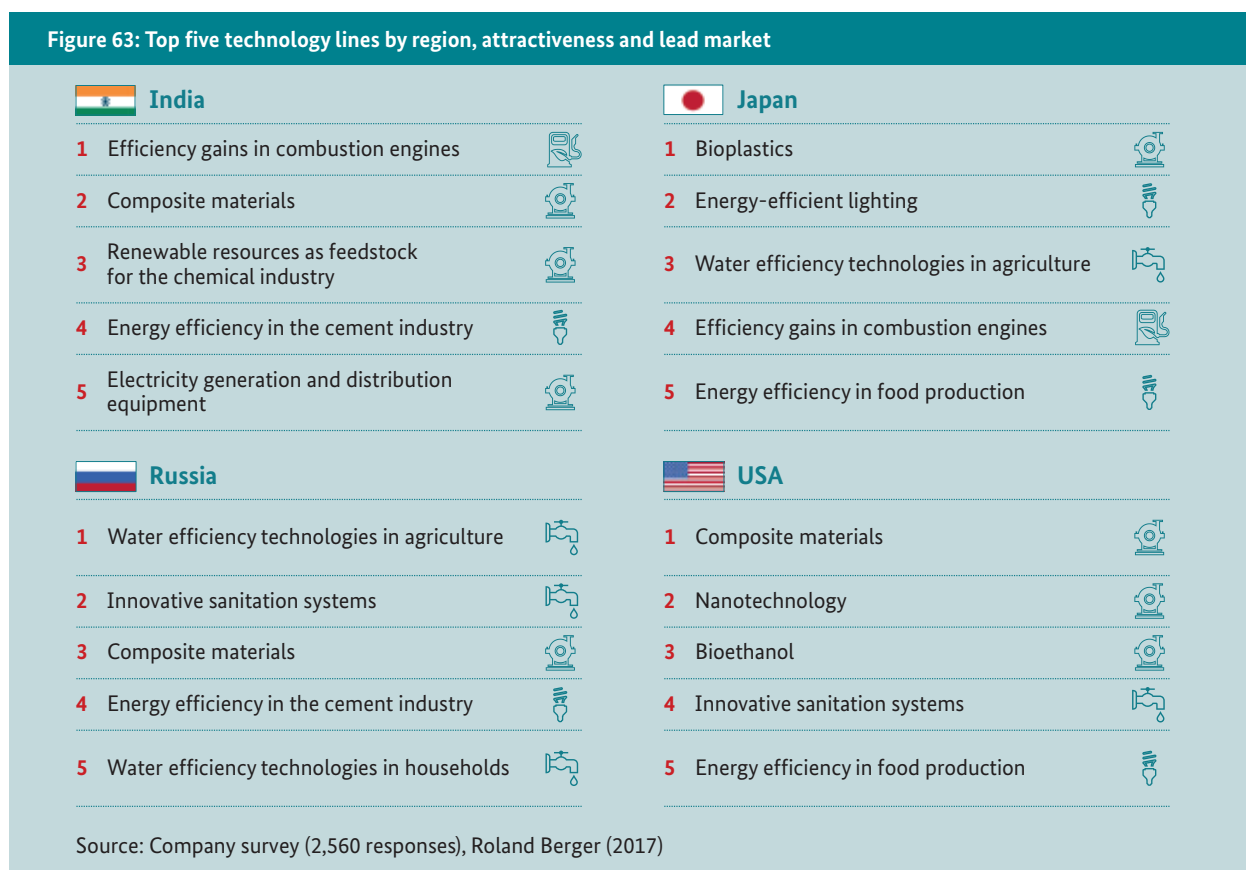 Figure 63: Top five technology lines by region, attractiveness and lead market
India
1 Efficiency gains in combustion engines
2 Composite materials
3 Renewable resources as feedstock
for the chemical industry
4 Energy efficiency in the cement industry
5 Electricity generation and distribution
equipment
Japan
1 Bioplastics
2 Energy-efficient lighting
3 Water efficiency technologies in agriculture
4 Efficiency gains in combustion engines
5 Energy efficiency in food production
Russia
1 Water efficiency technologies in agriculture
2 Innovative sanitation systems
3 Composite materials
4 Energy efficiency in the cement industry
5 Water efficiency technologies in households
USA
1 Composite materials
2 Nanotechnology
3 Bioethanol
4 Innovative sanitation systems
5 Energy efficiency in food production
Source: Company survey (2,560 responses), Roland Berger (2017)